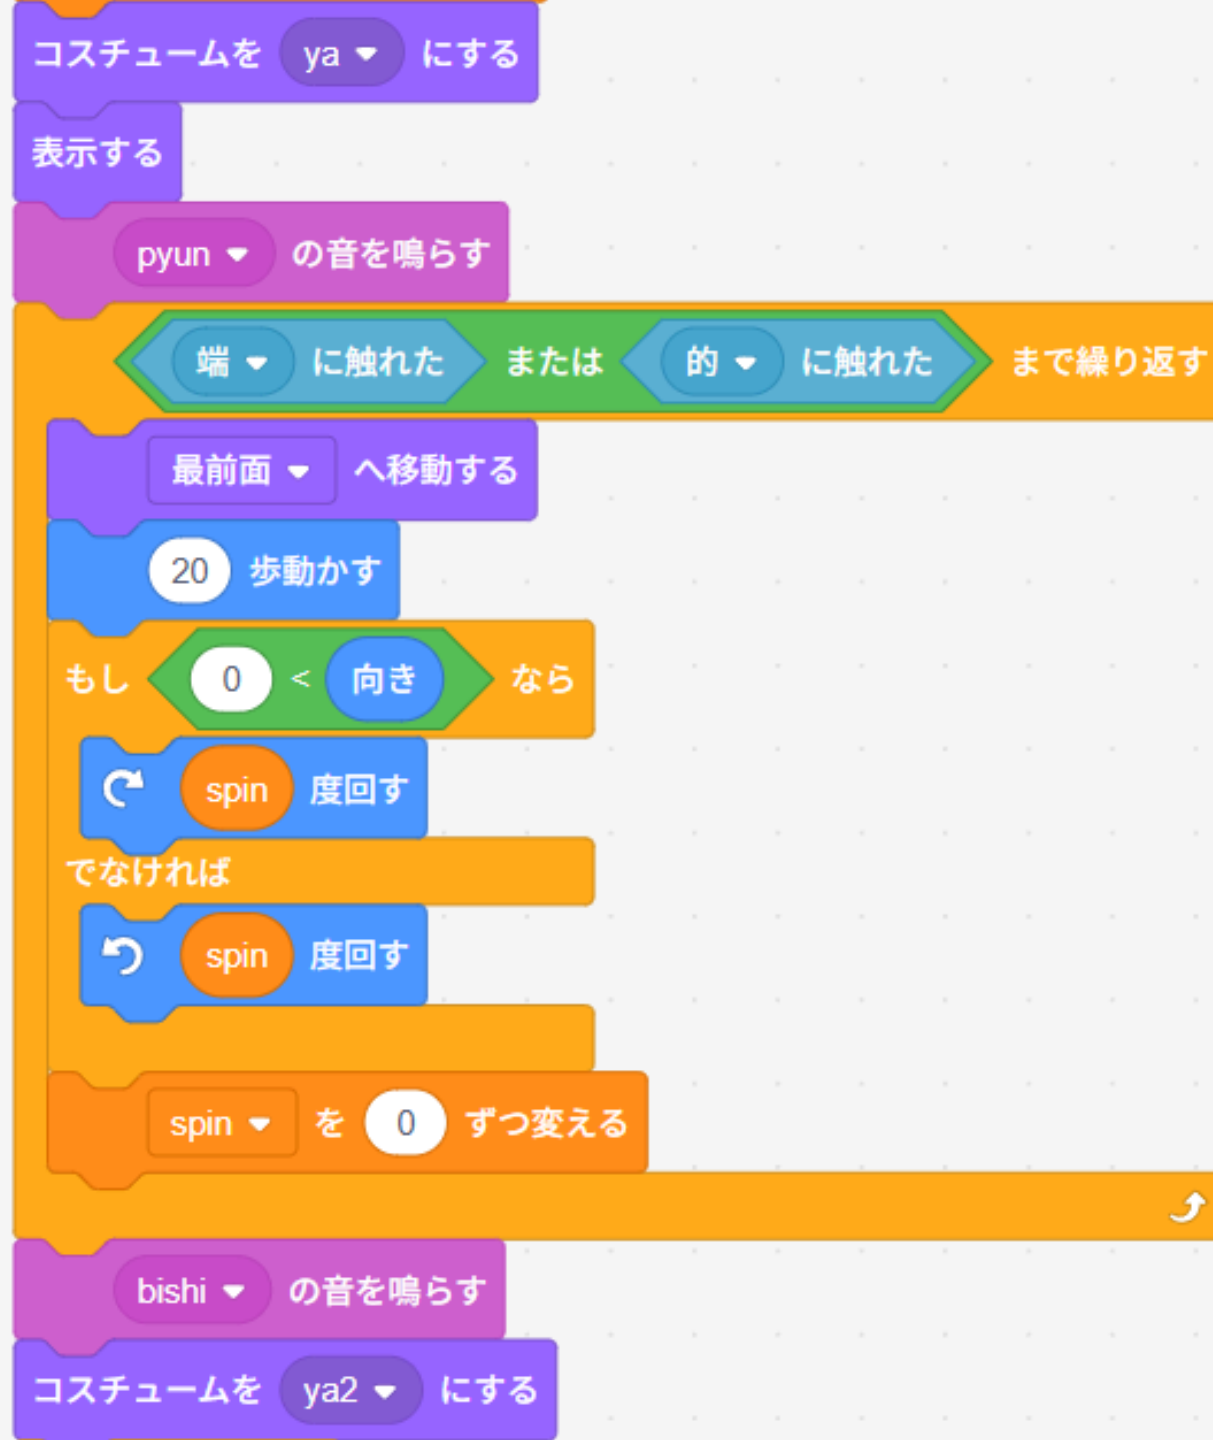 コスチュームを ya にする
表示する
pyun の音を鳴らす
端 に触れた または 的 に触れた まで繰り返す
最前面 へ移動する
20 歩動かす
もし 0 < 向き なら
spin 度回す
でなければ
spin 度回す
spin を 0 ずつ変える
bishi の音を鳴らす
コスチュームを ya2 にする